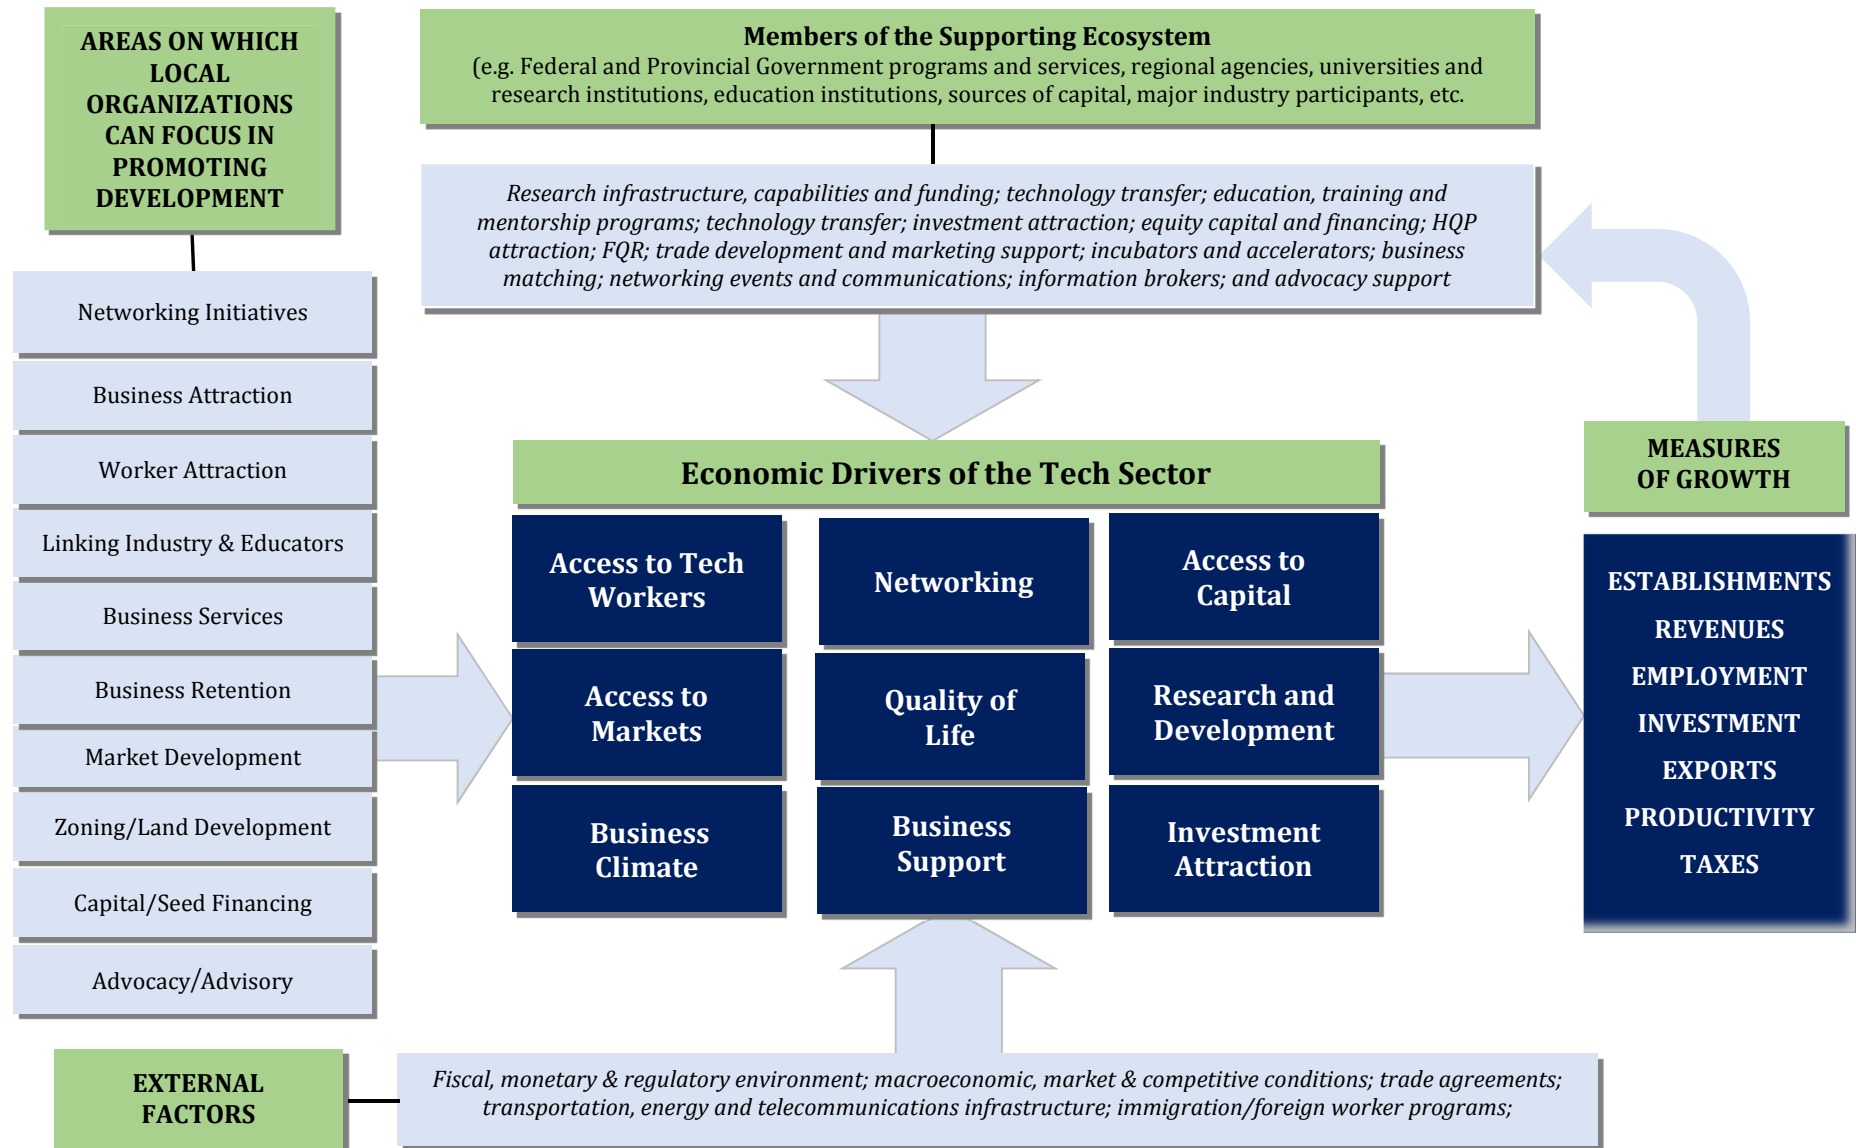 AREAS ON WHICH
LOCAL
ORGANIZATIONS
CAN FOCUS IN
PROMOTING
DEVELOPMENT
Networking Initiatives
Business Attraction
Worker Attraction
Linking Industry & Educators
Business Services
Business Retention
Market Development
Zoning/Land Development
Capital/Seed Financing
Advocacy/Advisory
Members of the Supporting Ecosystem
(e.g. Federal and Provincial Government programs and services, regional agencies, universities and
research institutions, education institutions, sources of capital, major industry participants, etc.
Research infrastructure, capabilities and funding; technology transfer; education, training and
mentorship programs; technology transfer; investment attraction; equity capital and financing; HQP
attraction; FQR; trade development and marketing support; incubators and accelerators; business
matching; networking events and communications; information brokers; and advocacy support
Economic Drivers of the Tech Sector
Access to Tech
Workers
Networking
Access to
Capital
Access to
Markets
Quality of
Life
Research and
Development
Business
Climate
Business
Support
Investment
Attraction
MEASURES
OF GROWTH
ESTABLISHMENTS
REVENUES
EMPLOYMENT
INVESTMENT
EXPORTS
PRODUCTIVITY
TAXES
EXTERNAL
FACTORS
Fiscal, monetary & regulatory environment; macroeconomic, market & competitive conditions; trade agreements;
transportation, energy and telecommunications infrastructure; immigration/foreign worker programs;